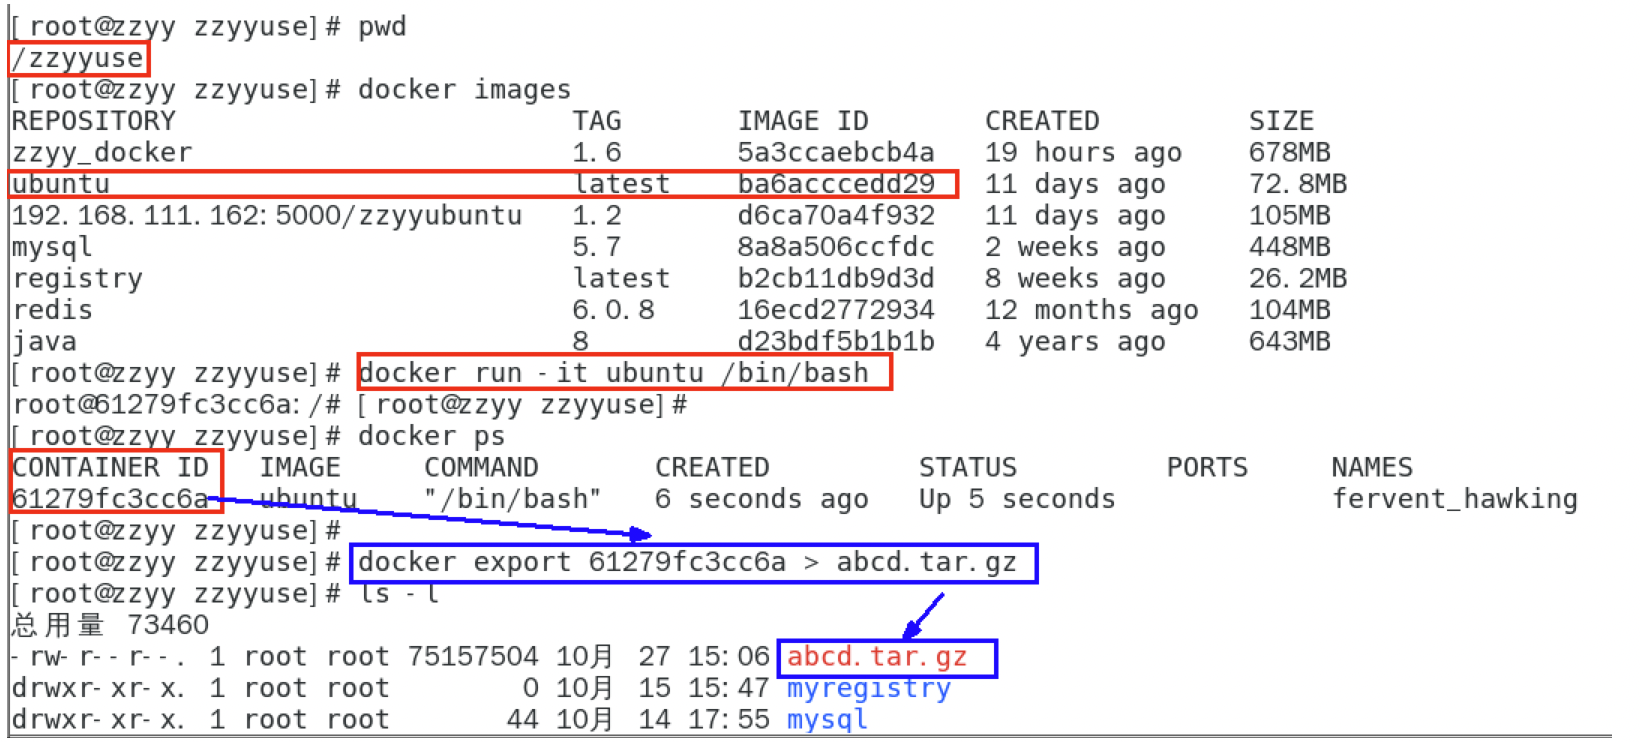 [root@zzyy zzyyuse]# pwd
/zzyyuse
[root@zzyy zzyyuse]# docker images
REPOSITORY TAG IMAGE ID CREATED SIZE
zzyy_docker 1.6 5a3ccaebcb4a 19 hours ago 678MB
ubuntu latest ba6acccedd29 11 days ago 72.8MB
192.168.111.162:5000/zzyyubuntu 1.2 d6ca70a4f932 11 days ago 105MB
mysql 5.7 8a8a506ccfdc 2 weeks ago 448MB
registry latest b2cb11db9d3d 8 weeks ago 26.2MB
redis 6.0.8 16ecd2772934 12 months ago 104MB
java 8 d23bdf5b1b1b 4 years ago 643MB
[root@zzyy zzyyuse]# docker run -it ubuntu /bin/bash
root@61279fc3cc6a:/# [root@zzyy zzyyuse]#
[root@zzyy zzyyuse]# docker ps
CONTAINER ID IMAGE COMMAND CREATED STATUS PORTS NAMES
61279fc3cc6a ubuntu "/bin/bash" 6 seconds ago Up 5 seconds fervent_hawking
[root@zzyy zzyyuse]#
[root@zzyy zzyyuse]# docker export 61279fc3cc6a > abcd.tar.gz
[root@zzyy zzyyuse]# ls -l
总用量 73460
-rw-r--r--. 1 root root 75157504 10月 27 15:06 abcd.tar.gz
drwxr-xr-x. 1 root root 0 10月 15 15:47 myregistry
drwxr-xr-x. 1 root root 44 10月 14 17:55 mysql